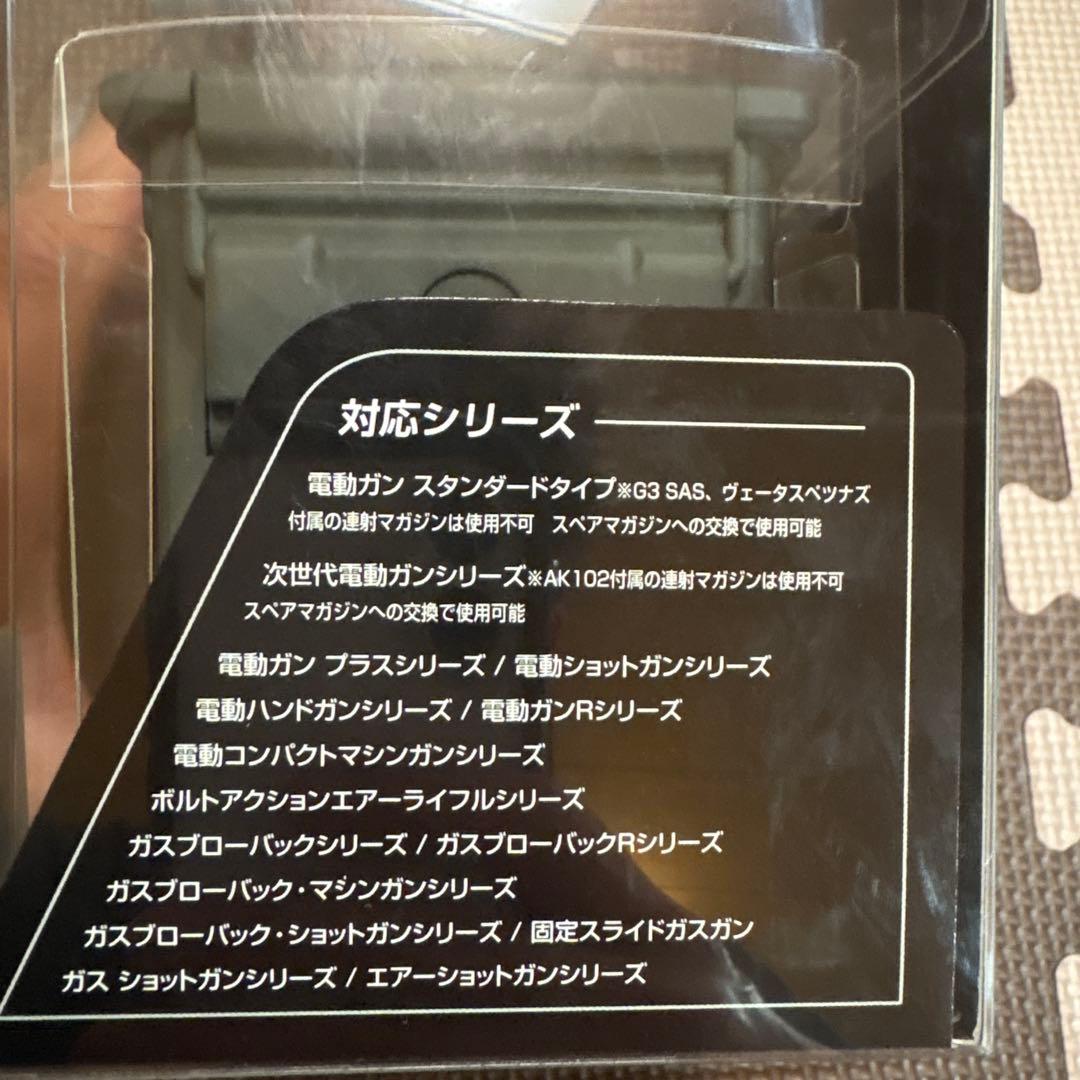 対応シリーズ
電動ガン スタンダードタイプ※G3 SAS、ヴェータスペツナズ
付属の連射マガジンは使用不可 スペアマガジンへの交換で使用可能
次世代電動ガンシリーズ※AK102付属の連射マガジンは使用不可
スペアマガジンへの交換で使用可能
電動ガン プラスシリーズ / 電動ショットガンシリーズ
電動ハンドガンシリーズ / 電動ガンRシリーズ
電動コンパクトマシンガンシリーズ
ボルトアクションエアーライフルシリーズ
ガスブローバックシリーズ / ガスブローバックRシリーズ
ガスブローバック・マシンガンシリーズ
ガスブローバック・ショットガンシリーズ / 固定スライドガスガン
ガス ショットガンシリーズ / エアーショットガンシリーズ